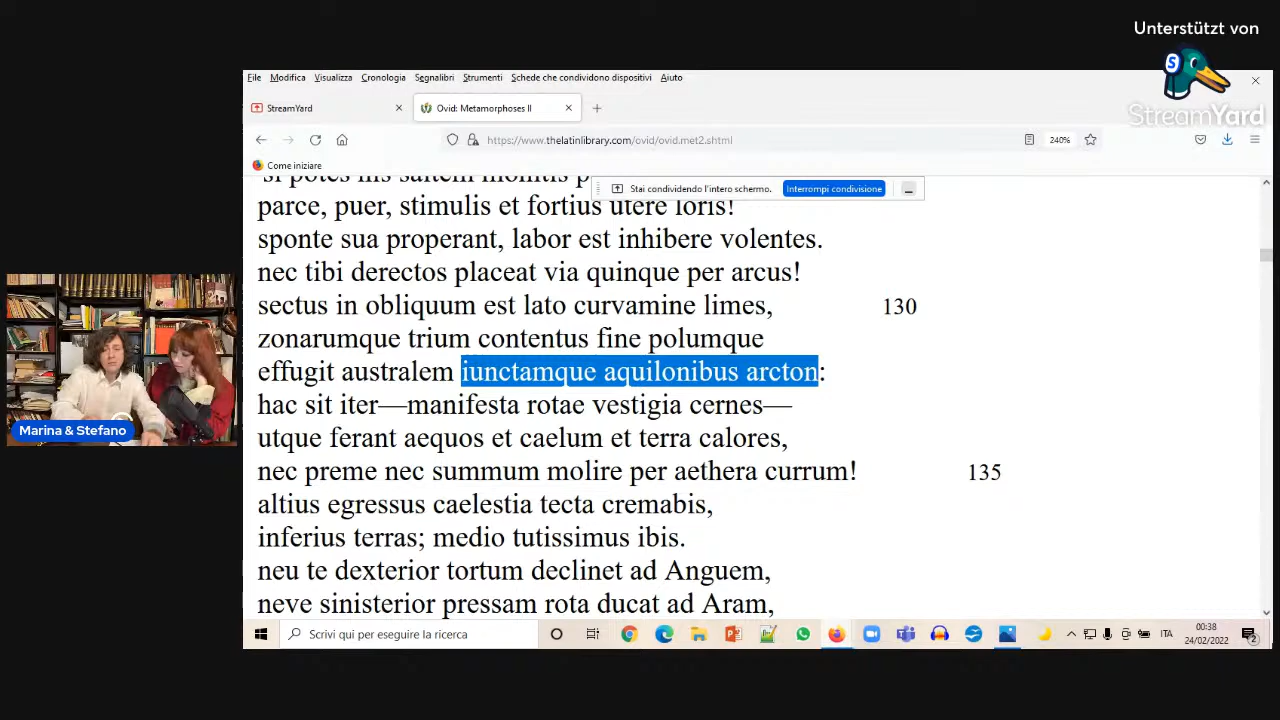 Unterstützt von
StreamYard
File Modifica Visualizza Cronologia Segnalibri Strumenti Schede che condividono dispositivi Aiuto
StreamYard
Ovid: Metamorphoses II
https://www.thelatinlibrary.com/ovid/ovid.met2.shtml
240%
Come iniziare
si potes his saltem monitis p
Stai condividendo l'intero schermo. Interrompi condivisione
parce, puer, stimulis et fortius utere loris!
sponte sua properant, labor est inhibere volentes.
nec tibi derectos placeat via quinque per arcus!
sectus in obliquum est lato curvamine limes, 130
zonarumque trium contentus fine polumque
effugit australem iunctamque aquilonibus arcton:
hac sit iter—manifesta rotae vestigia cernes—
utque ferant aequos et caelum et terra calores,
nec preme nec summum molire per aethera currum! 135
altius egressus caelestia tecta cremabis,
inferius terras; medio tutissimus ibis.
neu te dexterior tortum declinet ad Anguem,
neve sinisterior pressam rota ducat ad Aram,
Marina & Stefano
Scrivi qui per eseguire la ricerca
ITA
00:38
24/02/2022
2